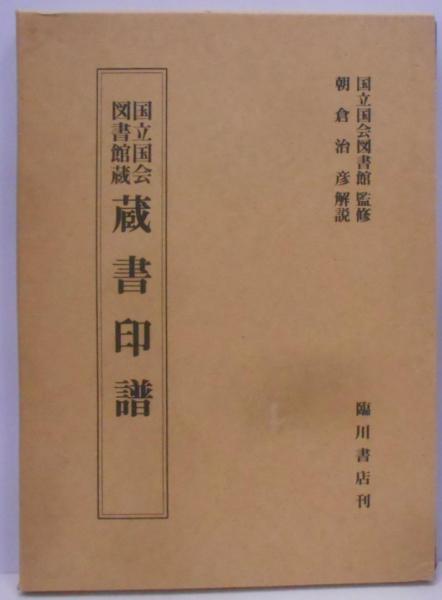 国立国会図書館 監修
朝倉治彦 解説
国立国会
図書館蔵
蔵書印譜
臨川書店刊